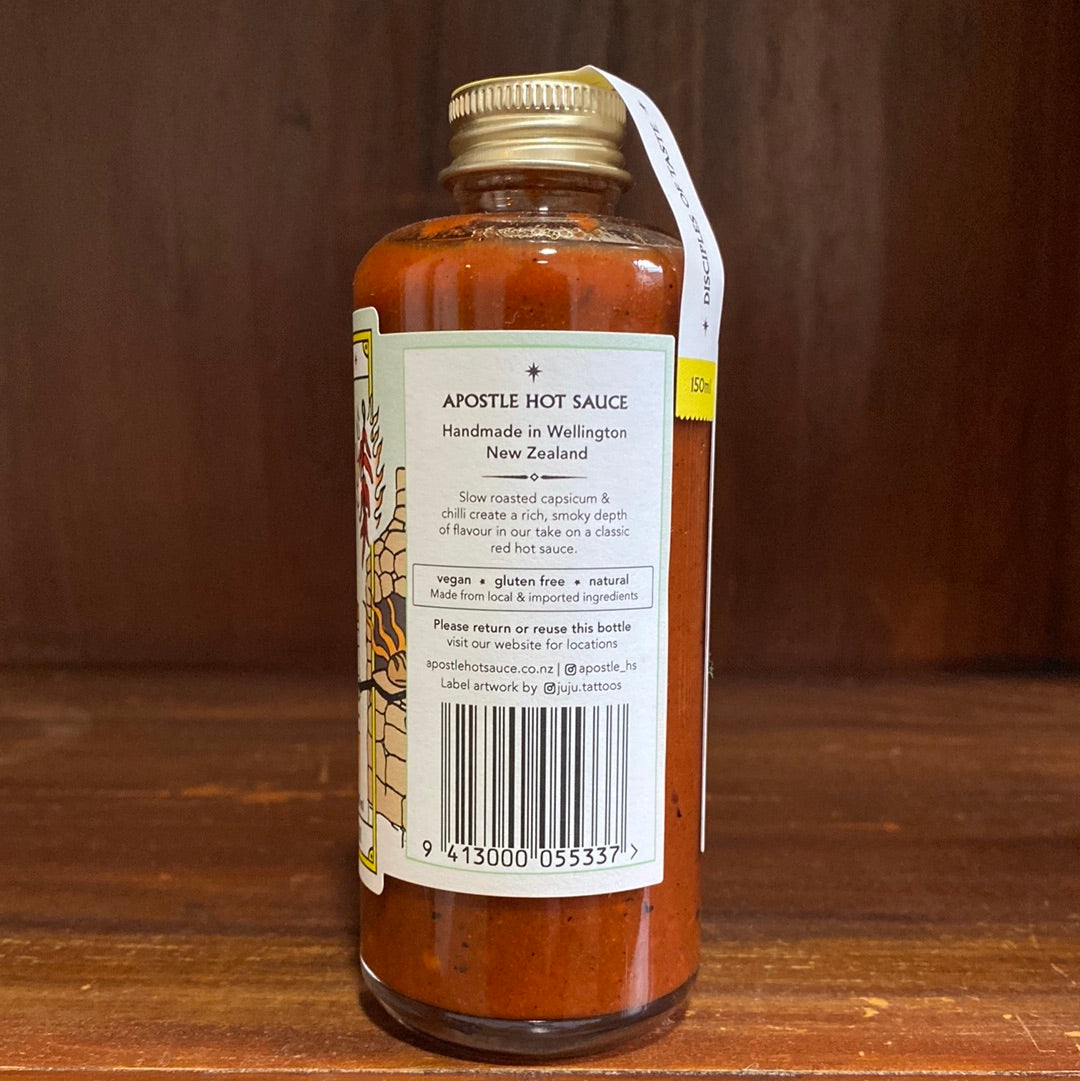 DISCIPLES OF TASTE
150ml
APOSTLE HOT SAUCE
Handmade in Wellington
New Zealand
Slow roasted capsicum &
chilli create a rich, smoky depth
of flavour in our take on a classic
red hot sauce.
vegan ★ gluten free ★ natural
Made from local & imported ingredients
Please return or reuse this bottle
visit our website for locations
apostlehotsauce.co.nz | apostle_hs
Label artwork by juju.tattoos
9 413000 055337 >